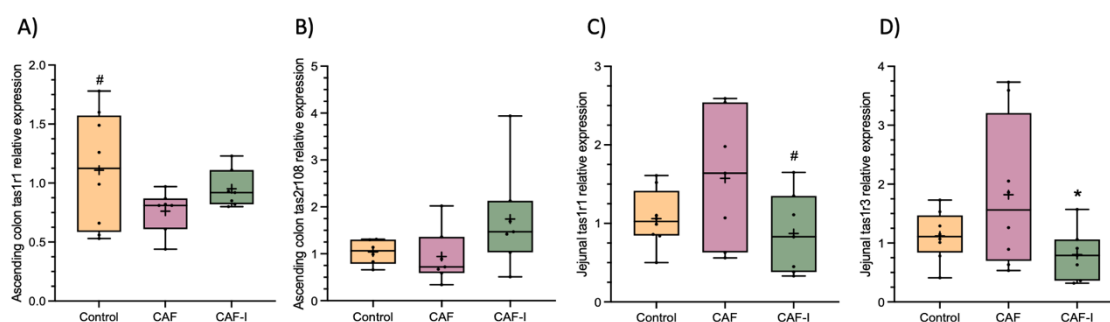 A)
Ascending colon tas1r1 relative expression
2.0
1.5
1.0
0.5
0.0
#
Control
CAF
CAF-I
B)
Ascending colon tas2r108 relative expression
5
4
3
2
1
0
Control
CAF
CAF-I
C)
Jejunal tas1r1 relative expression
3
2
1
0
#
Control
CAF
CAF-I
D)
Jejunal tas1r3 relative expression
4
3
2
1
0
*
Control
CAF
CAF-I